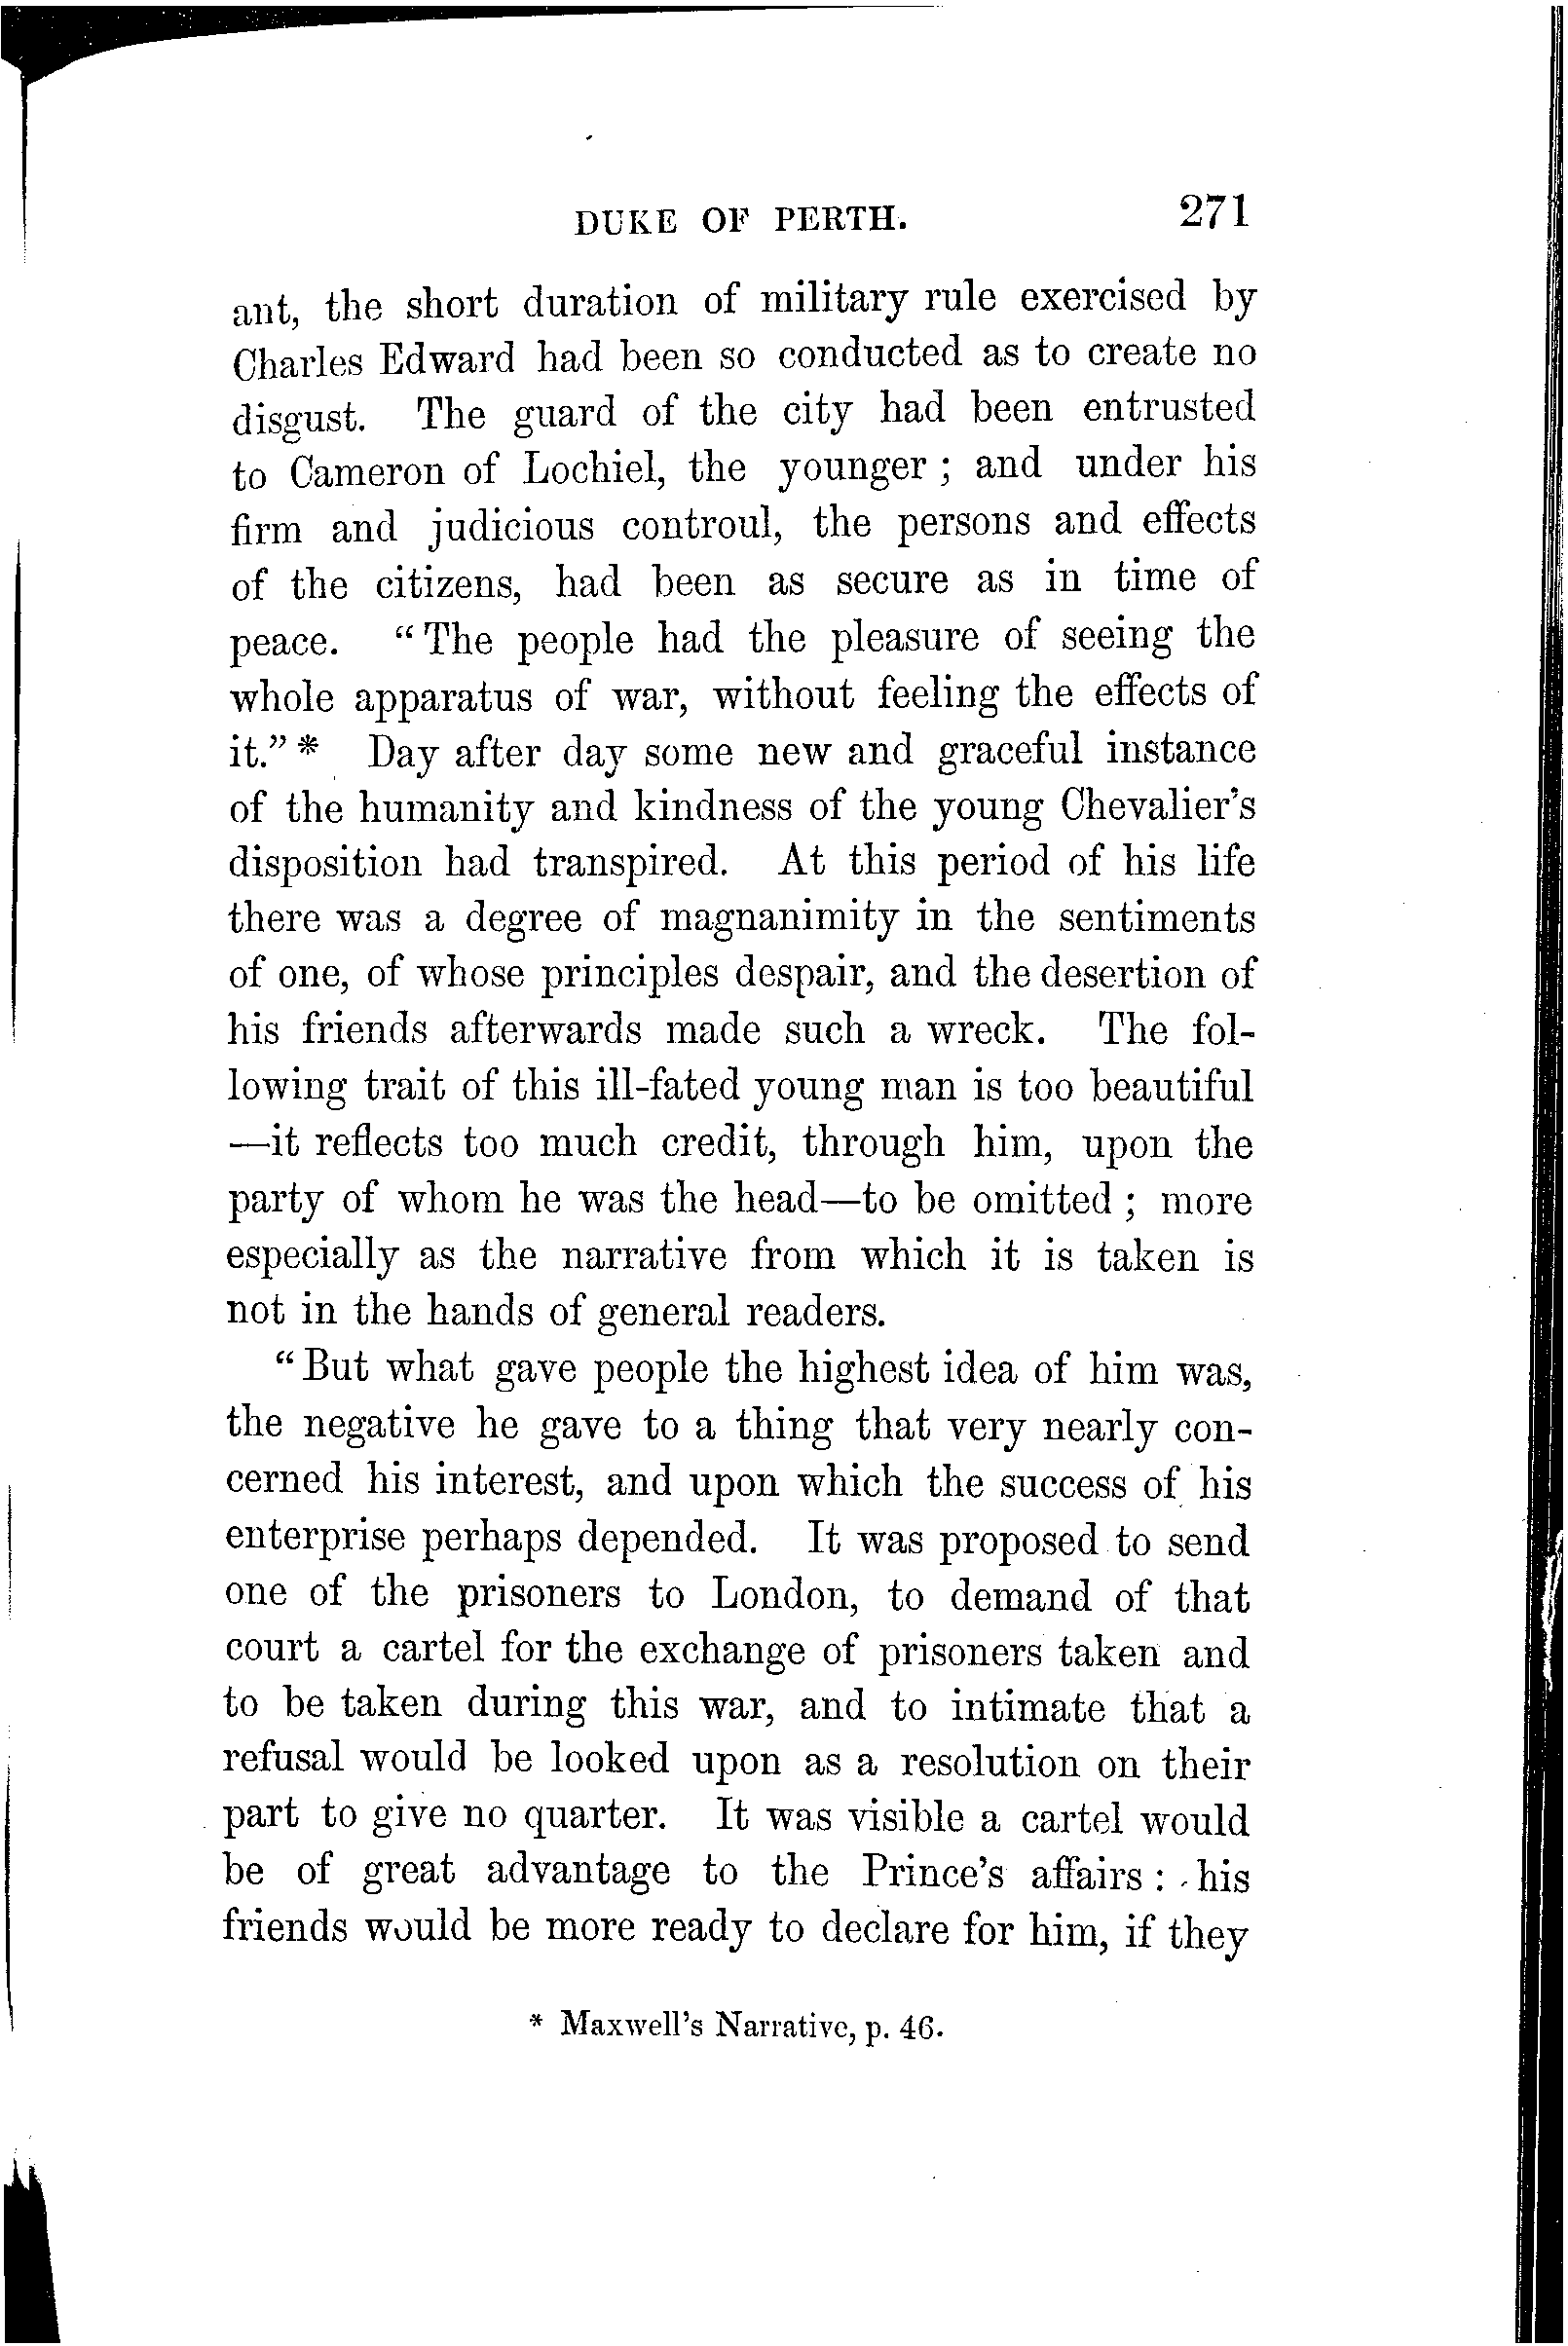 DUKE OF PERTH. 271
ant, the short duration of military rule exercised by
Charles Edward had been so conducted as to create no
disgust. The guard of the city had been entrusted
to Cameron of Lochiel, the younger ; and under his
firm and judicious controul, the persons and effects
of the citizens, had been as secure as in time of
peace. “The people had the pleasure of seeing the
whole apparatus of war, without feeling the effects of
it.” * Day after day some new and graceful instance
of the humanity and kindness of the young Chevalier’s
disposition had transpired. At this period of his life
there was a degree of magnanimity in the sentiments
of one, of whose principles despair, and the desertion of
his friends afterwards made such a wreck. The fol-
lowing trait of this ill-fated young man is too beautiful
—it reflects too much credit, through him, upon the
party of whom he was the head—to be omitted ; more
especially as the narrative from which it is taken is
not in the hands of general readers.
“But what gave people the highest idea of him was,
the negative he gave to a thing that very nearly con-
cerned his interest, and upon which the success of his
enterprise perhaps depended. It was proposed to send
one of the prisoners to London, to demand of that
court a cartel for the exchange of prisoners taken and
to be taken during this war, and to intimate that a
refusal would be looked upon as a resolution on their
part to give no quarter. It was visible a cartel would
be of great advantage to the Prince’s affairs : his
friends would be more ready to declare for him, if they
* Maxwell’s Narrative, p. 46.